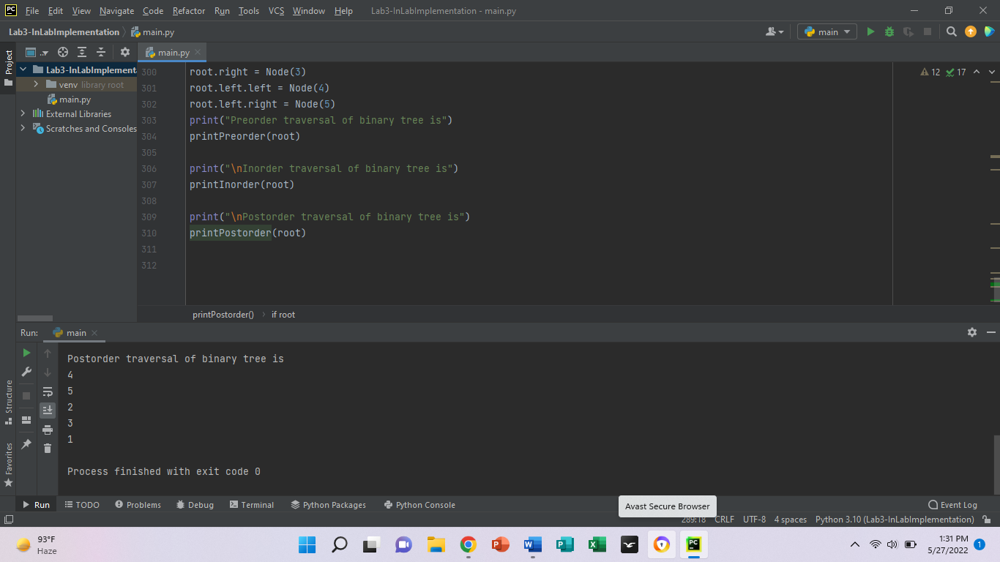 PC File Edit View Navigate Code Refactor Run Tools VCS Window Help Lab3-InLabImplementation - main.py
Lab3-InLabImplementation main.py main
Project main.py
Lab3-InLabImplement
venv library root
main.py
External Libraries
Scratches and Consoles
12 17
300 root.right = Node(3)
301 root.left.left = Node(4)
302 root.left.right = Node(5)
303 print("Preorder traversal of binary tree is")
304 printPreorder(root)
305
306 print("\nInorder traversal of binary tree is")
307 printInorder(root)
308
309 print("\nPostorder traversal of binary tree is")
310 printPostorder(root)
311
312
printPostorder() if root
Run: main
Postorder traversal of binary tree is
4
5
2
3
1
Process finished with exit code 0
Structure
Favorites
Run TODO Problems Debug Terminal Python Packages Python Console Event Log
Avast Secure Browser
289:18 CRLF UTF-8 4 spaces Python 3.10 (Lab3-InLabImplementation)
93°F
Haze
P W P X PC
1:31 PM
5/27/2022
1